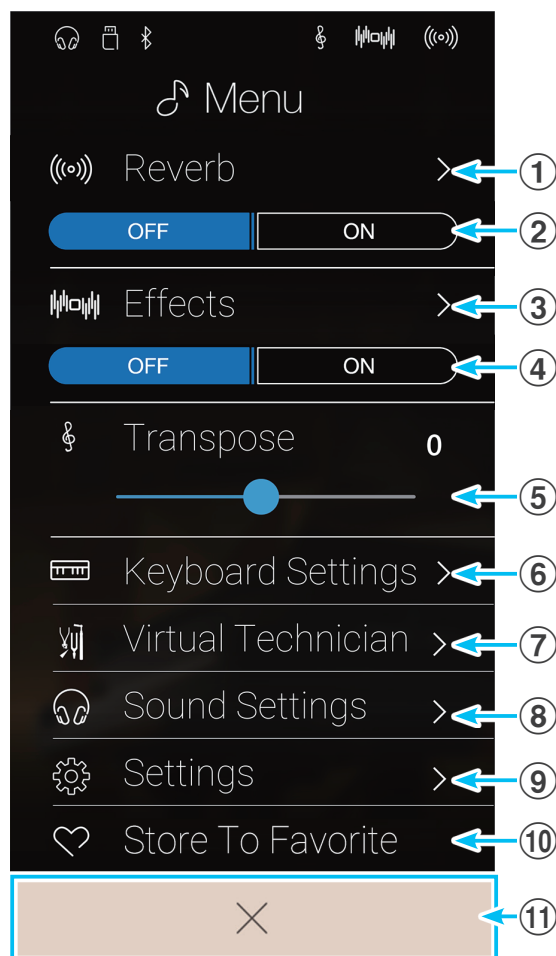 Menu
Reverb
①
OFF ON
②
Effects
③
OFF ON
④
Transpose 0
⑤
Keyboard Settings
⑥
Virtual Technician
⑦
Sound Settings
⑧
Settings
⑨
Store To Favorite
⑩
⑪